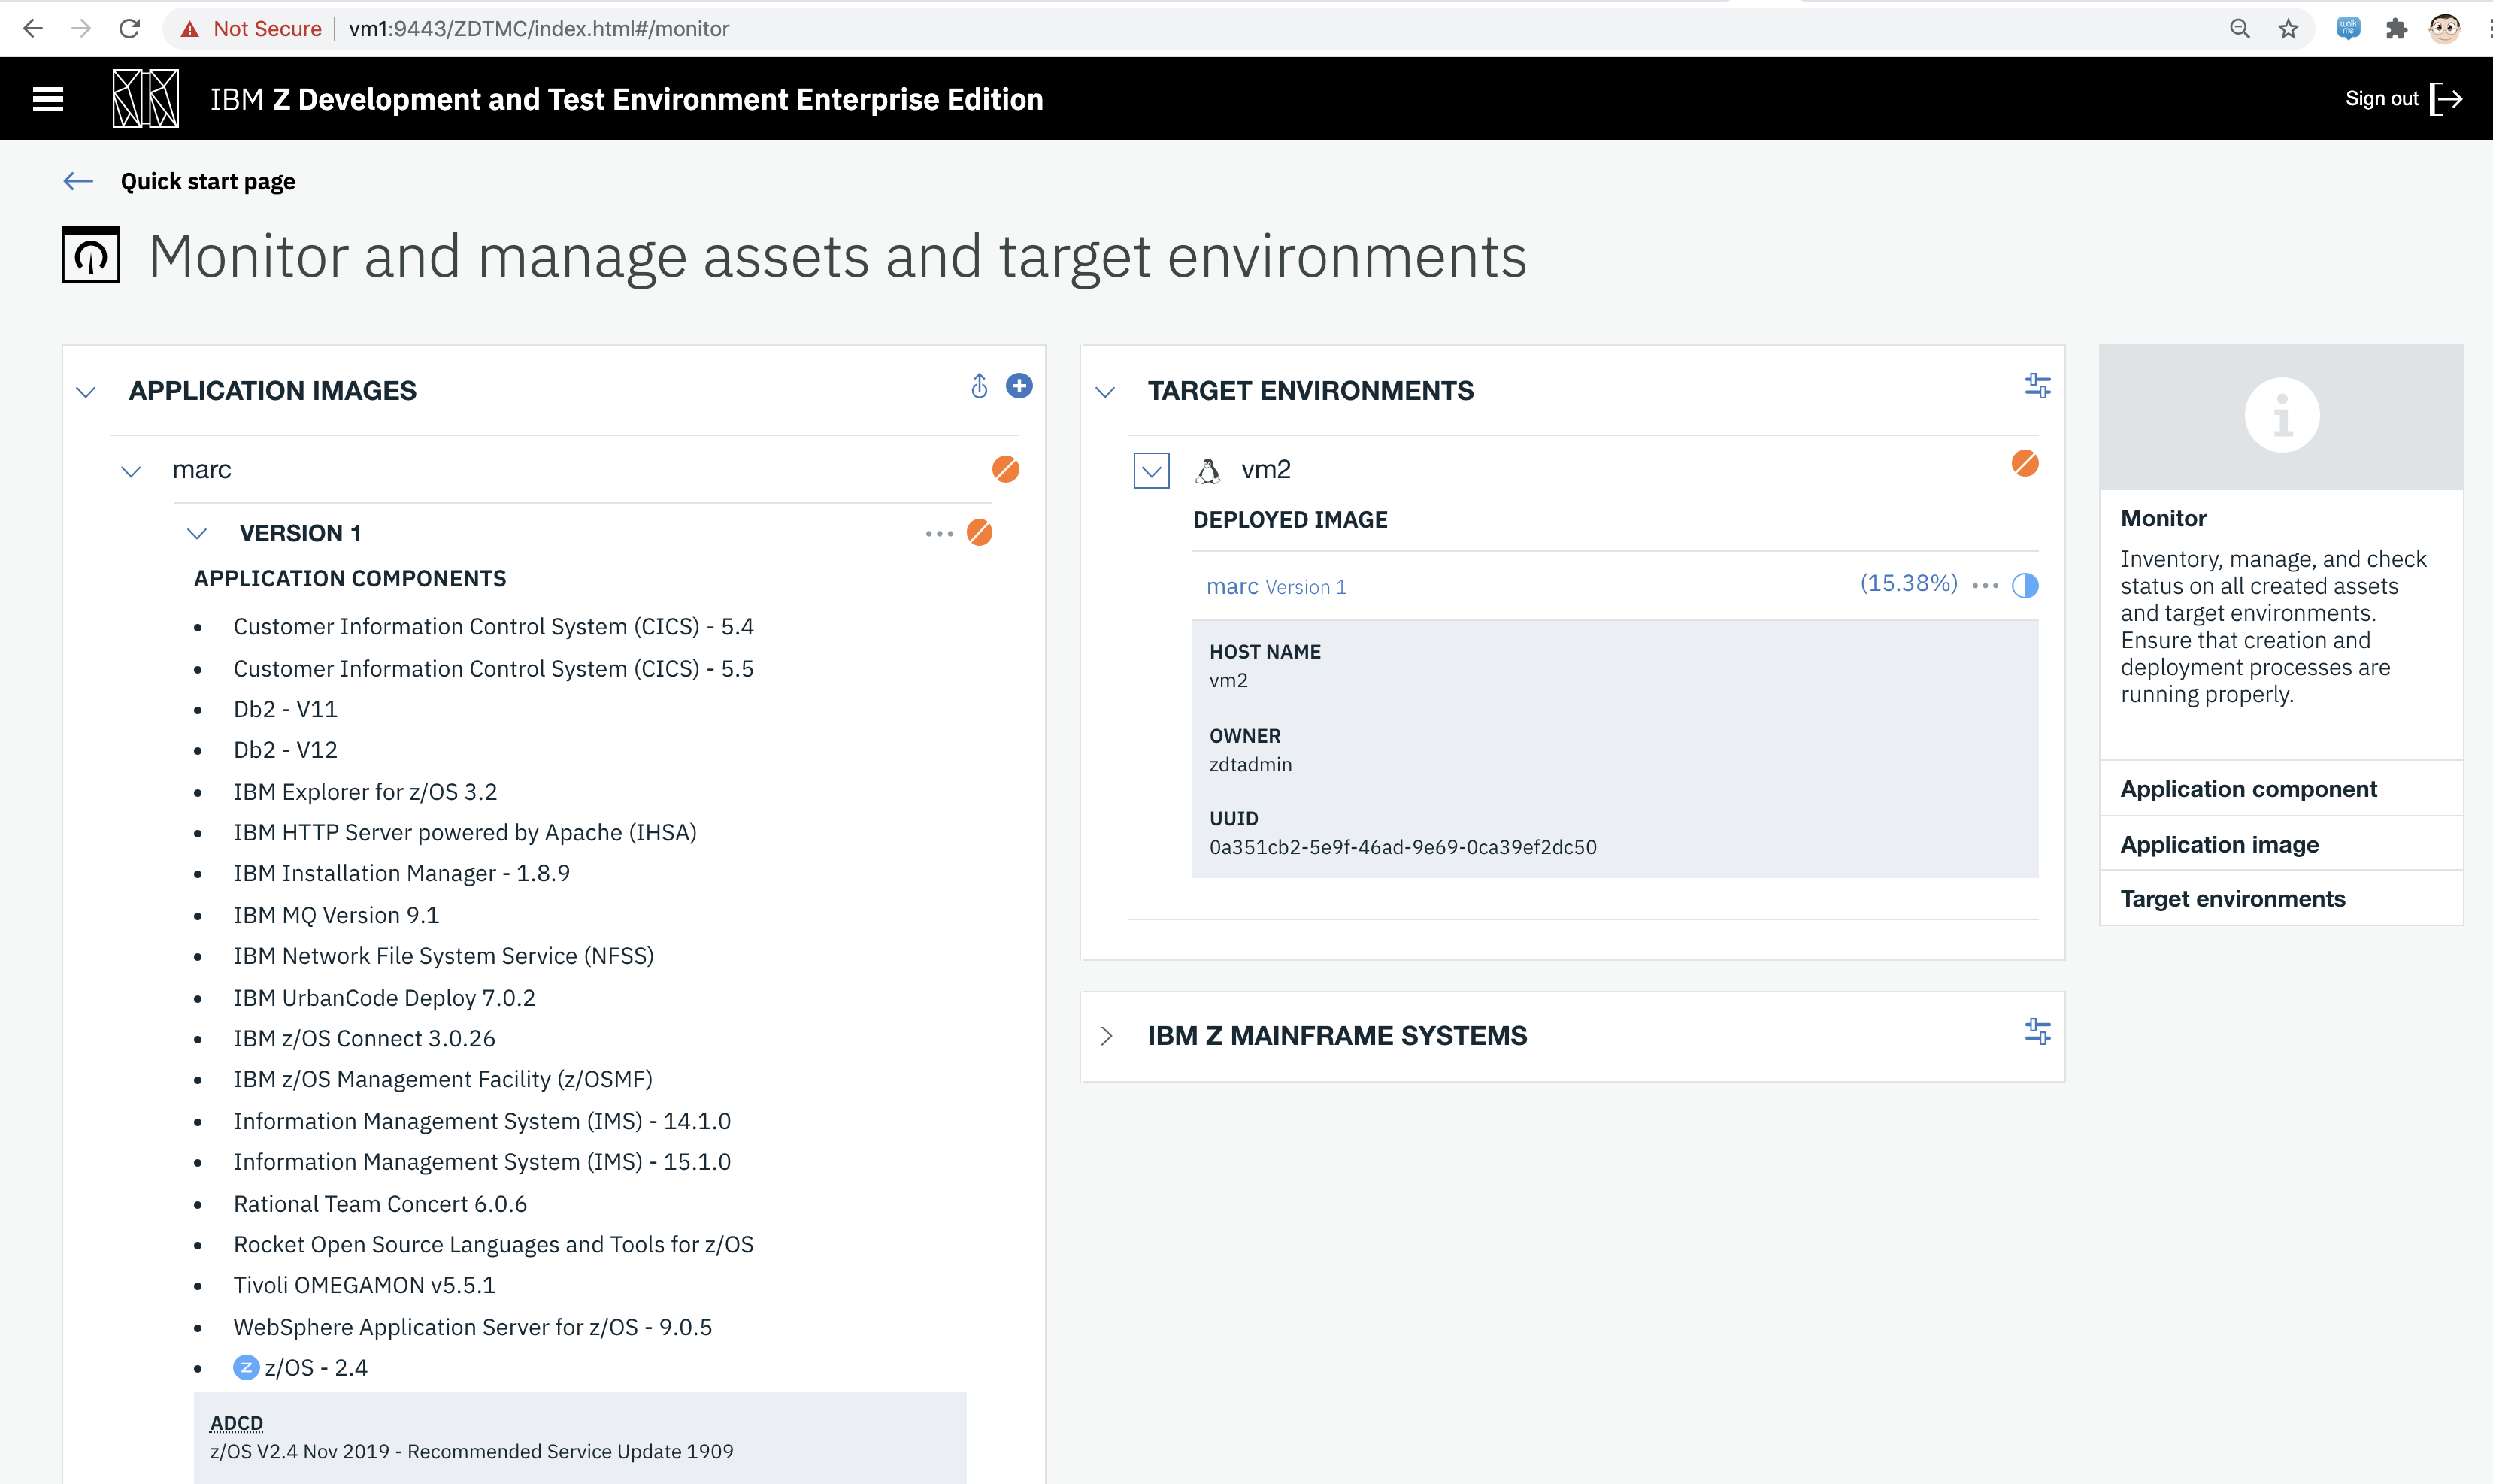 Not Secure
vm1:9443/ZDTMC/index.html#/monitor
walk me
IBM Z Development and Test Environment Enterprise Edition
Sign out
Quick start page
Monitor and manage assets and target environments
APPLICATION IMAGES
marc
VERSION 1
APPLICATION COMPONENTS
Customer Information Control System (CICS) - 5.4
Customer Information Control System (CICS) - 5.5
Db2 - V11
Db2 - V12
IBM Explorer for z/OS 3.2
IBM HTTP Server powered by Apache (IHSA)
IBM Installation Manager - 1.8.9
IBM MQ Version 9.1
IBM Network File System Service (NFSS)
IBM UrbanCode Deploy 7.0.2
IBM z/OS Connect 3.0.26
IBM z/OS Management Facility (z/OSMF)
Information Management System (IMS) - 14.1.0
Information Management System (IMS) - 15.1.0
Rational Team Concert 6.0.6
Rocket Open Source Languages and Tools for z/OS
Tivoli OMEGAMON v5.5.1
WebSphere Application Server for z/OS - 9.0.5
z z/OS - 2.4
ADCD
z/OS V2.4 Nov 2019 - Recommended Service Update 1909
TARGET ENVIRONMENTS
vm2
DEPLOYED IMAGE
marc Version 1 (15.38%)
HOST NAME
vm2
OWNER
zdtadmin
UUID
0a351cb2-5e9f-46ad-9e69-0ca39ef2dc50
IBM Z MAINFRAME SYSTEMS
Monitor
Inventory, manage, and check
status on all created assets
and target environments.
Ensure that creation and
deployment processes are
running properly.
Application component
Application image
Target environments